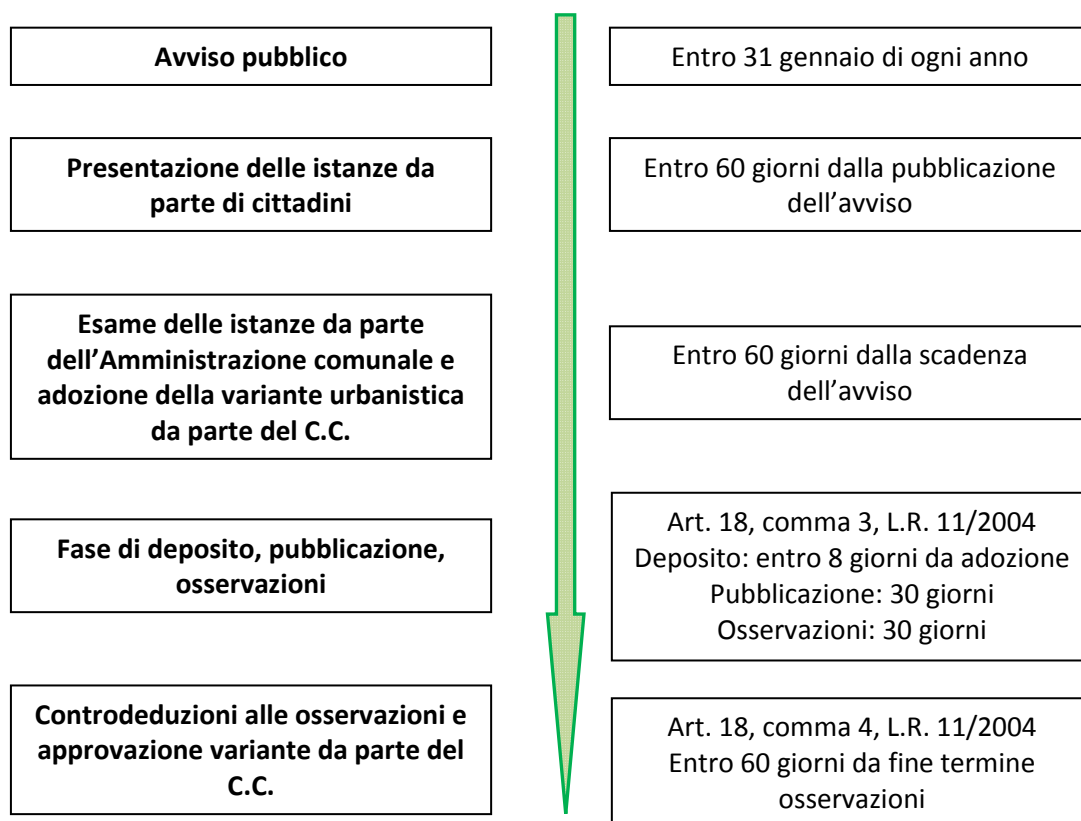 Avviso pubblico
Entro 31 gennaio di ogni anno
Presentazione delle istanze da
parte di cittadini
Entro 60 giorni dalla pubblicazione
dell’avviso
Esame delle istanze da parte
dell’Amministrazione comunale e
adozione della variante urbanistica
da parte del C.C.
Entro 60 giorni dalla scadenza
dell’avviso
Fase di deposito, pubblicazione,
osservazioni
Art. 18, comma 3, L.R. 11/2004
Deposito: entro 8 giorni da adozione
Pubblicazione: 30 giorni
Osservazioni: 30 giorni
Controdeduzioni alle osservazioni e
approvazione variante da parte del
C.C.
Art. 18, comma 4, L.R. 11/2004
Entro 60 giorni da fine termine
osservazioni